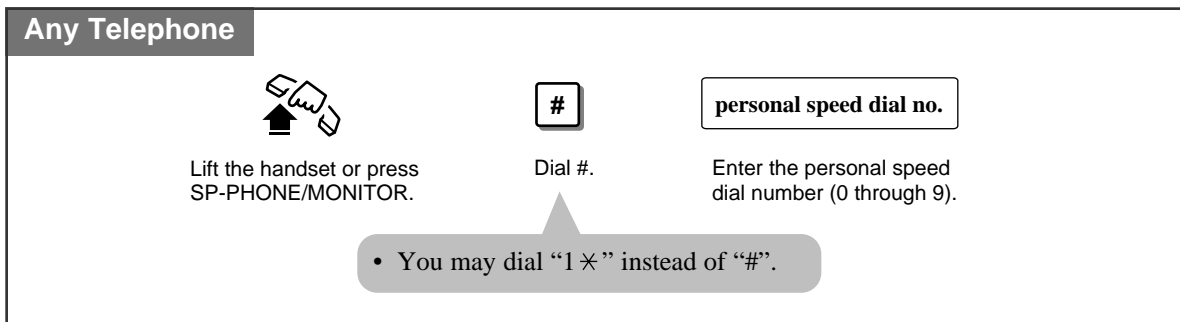 Any Telephone
#
personal speed dial no.
Lift the handset or press
SP-PHONE/MONITOR.
Dial #.
Enter the personal speed
dial number (0 through 9).
• You may dial “1＊” instead of “#”.